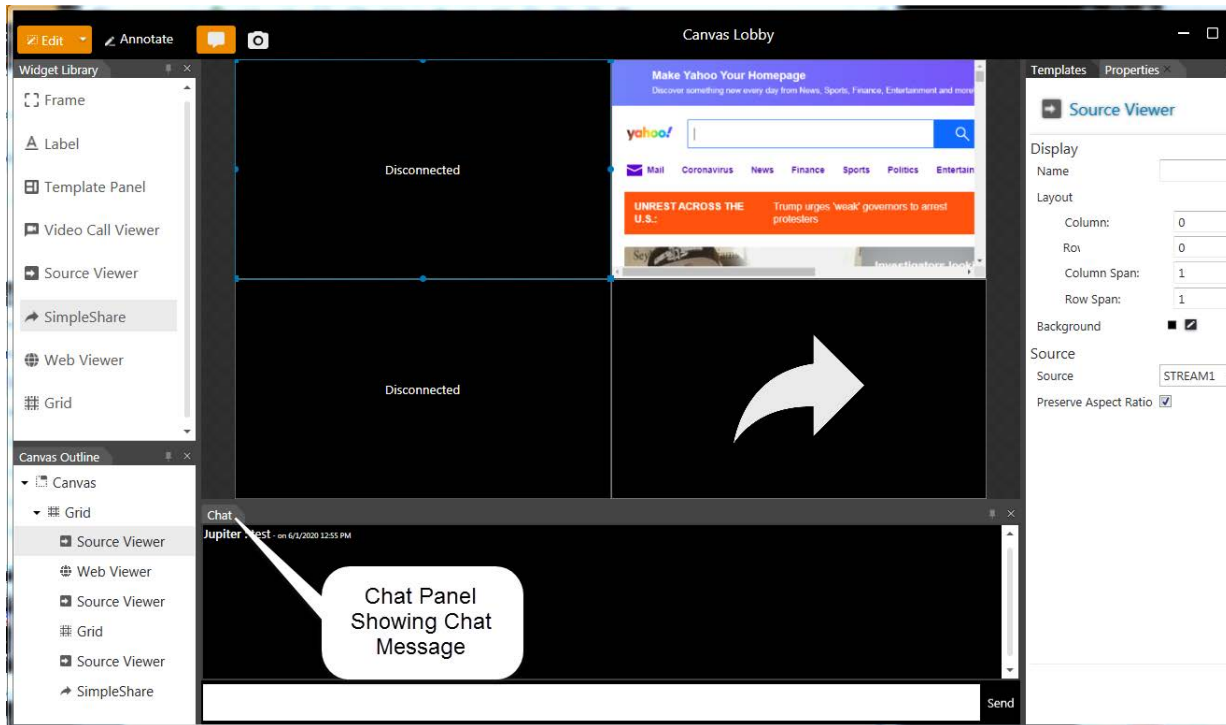 Edit
Annotate
Canvas Lobby
Widget Library
Frame
Label
Template Panel
Video Call Viewer
Source Viewer
SimpleShare
Web Viewer
Grid
Canvas Outline
Canvas
Grid
Source Viewer
Web Viewer
Source Viewer
Grid
Source Viewer
SimpleShare
Disconnected
Make Yahoo Your Homepage
Discover something new every day from News, Sports, Finance, Entertainment and more
yahoo!
Mail Coronavirus News Finance Sports Politics Entertain
UNREST ACROSS THE U.S.:
Trump urges 'weak' governors to arrest
protesters
Disconnected
Chat
Jupiter : test - on 6/1/2020 12:55 PM
Chat Panel
Showing Chat
Message
Send
Templates Properties
Source Viewer
Display
Name
Layout
Column: 0
Row 0
Column Span: 1
Row Span: 1
Background
Source
Source STREAM1
Preserve Aspect Ratio